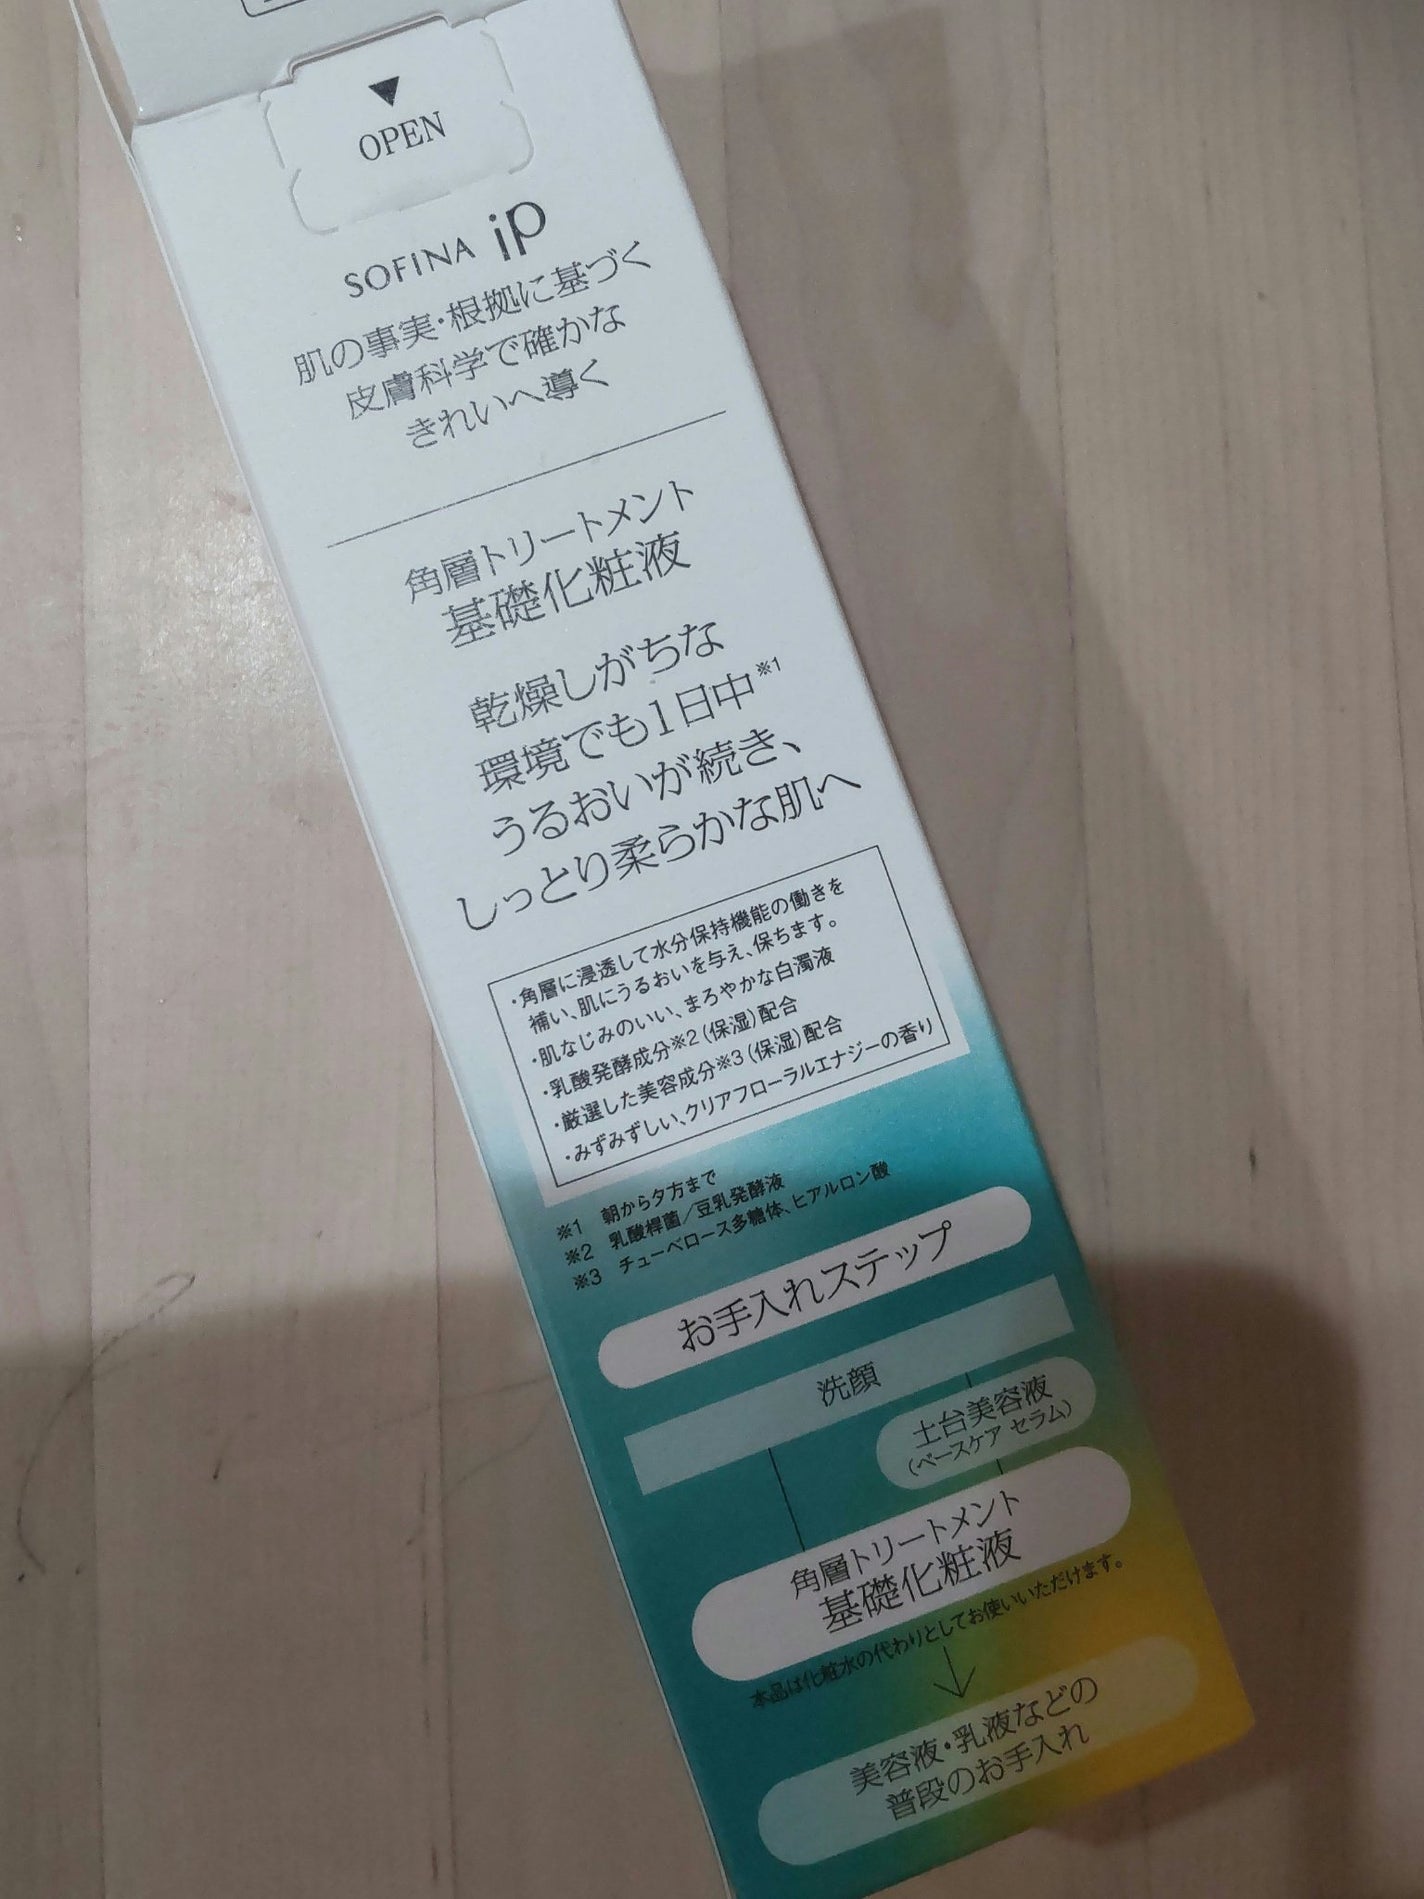 OPEN
SOFINA iP
肌の事実・根拠に基づく
皮膚科学で確かな
きれいへ導く
角層トリートメント
基礎化粧液
乾燥しがちな
環境でも1日中※1
うるおいが続き、
しっとり柔らかな肌へ
・角層に浸透して水分保持機能の働きを
補い、肌にうるおいを与え、保ちます。
・肌なじみのいい、まろやかな白濁液
・乳酸発酵成分※2(保湿)配合
・厳選した美容成分※3(保湿)配合
・みずみずしい、クリアフローラルエナジーの香り
※1 朝から夕方まで
※2 乳酸桿菌/豆乳発酵液
※3 チューベロース多糖体、ヒアルロン酸
お手入れステップ
洗顔
土台美容液
(ベースケア セラム)
角層トリートメント
基礎化粧液
本品は化粧水の代わりとしてお使いいただけます。
美容液・乳液などの
普段のお手入れ